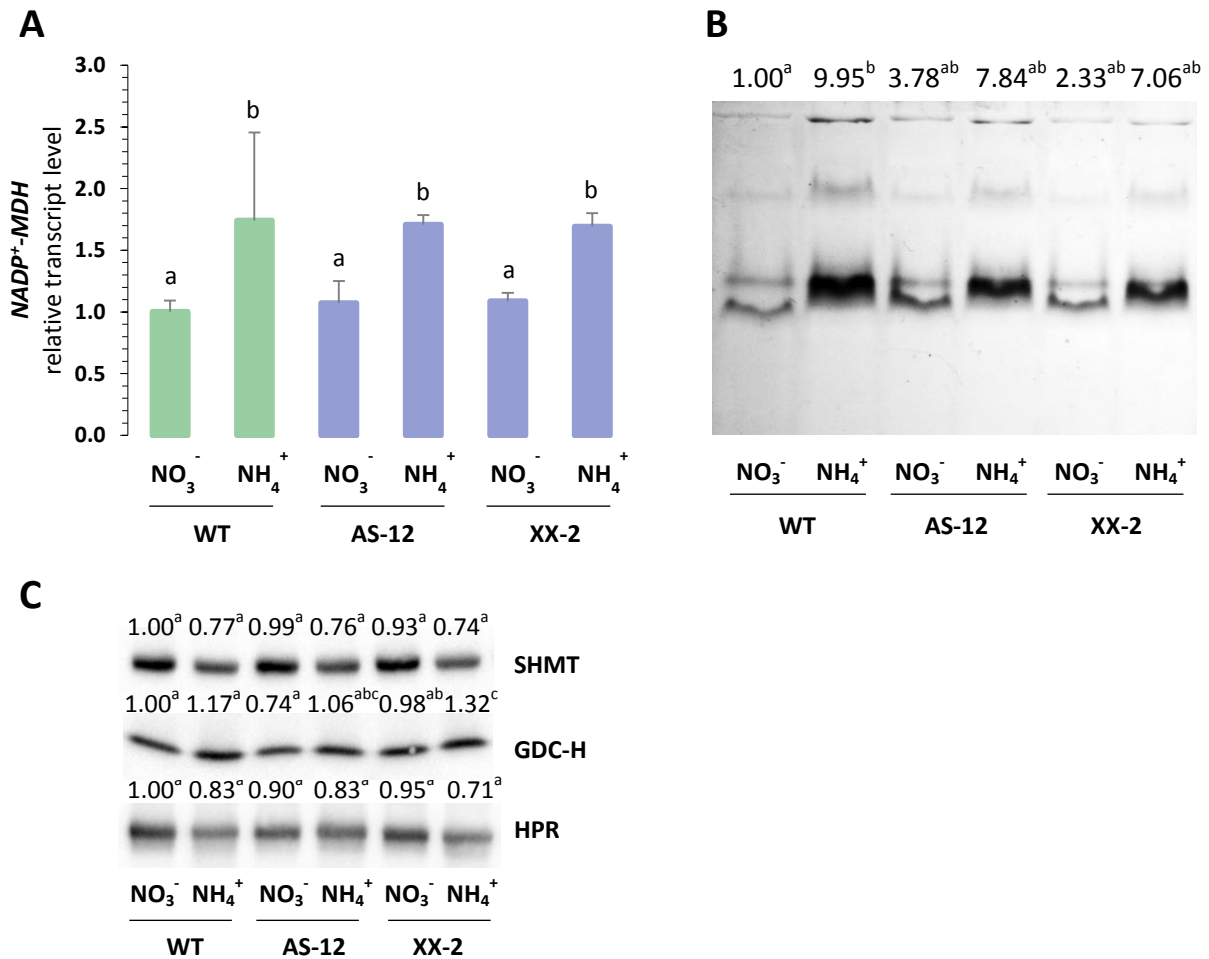 A
NADP⁺-MDH
relative transcript level
3.0
2.5
2.0
1.5
1.0
0.5
0.0
a b a b a b
NO₃⁻ NH₄⁺ NO₃⁻ NH₄⁺ NO₃⁻ NH₄⁺
WT AS-12 XX-2
B
1.00ᵃ 9.95ᵇ 3.78ᵃᵇ 7.84ᵃᵇ 2.33ᵃᵇ 7.06ᵃᵇ
NO₃⁻ NH₄⁺ NO₃⁻ NH₄⁺ NO₃⁻ NH₄⁺
WT AS-12 XX-2
C
1.00ᵃ 0.77ᵃ 0.99ᵃ 0.76ᵃ 0.93ᵃ 0.74ᵃ
SHMT
1.00ᵃ 1.17ᵃ 0.74ᵃ 1.06ᵃᵇᶜ 0.98ᵃᵇ 1.32ᶜ
GDC-H
1.00ᵃ 0.83ᵃ 0.90ᵃ 0.83ᵃ 0.95ᵃ 0.71ᵃ
HPR
NO₃⁻ NH₄⁺ NO₃⁻ NH₄⁺ NO₃⁻ NH₄⁺
WT AS-12 XX-2